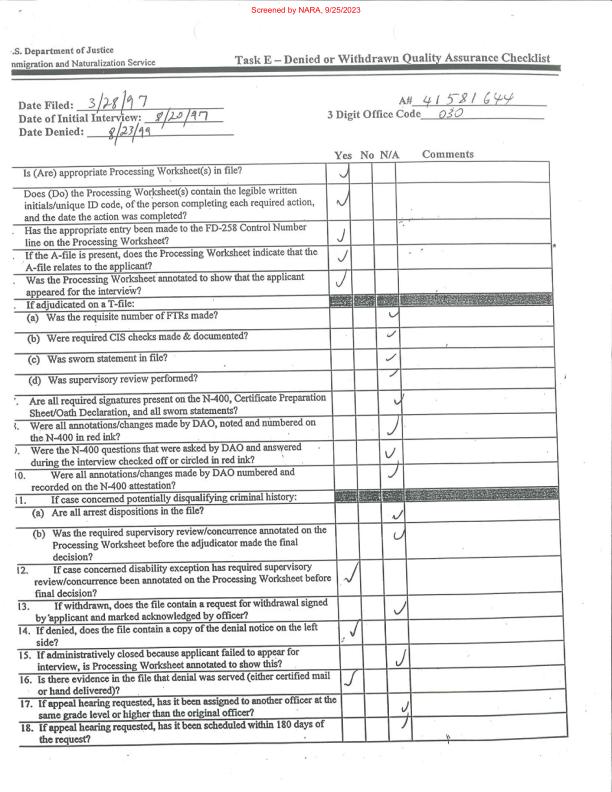 Screened by NARA, 9/25/2023
.S. Department of Justice
nmigration and Naturalization Service
Task E – Denied or Withdrawn Quality Assurance Checklist
Date Filed: 3/28/97
A# 41 581 644
Date of Initial Interview: 8/20/97
3 Digit Office Code 030
Date Denied: 8/23/99
Yes No N/A Comments
Is (Are) appropriate Processing Worksheet(s) in file? ✓
Does (Do) the Processing Worksheet(s) contain the legible written
initials/unique ID code, of the person completing each required action,
and the date the action was completed? ✓
Has the appropriate entry been made to the FD-258 Control Number
line on the Processing Worksheet? ✓
If the A-file is present, does the Processing Worksheet indicate that the
A-file relates to the applicant? ✓
Was the Processing Worksheet annotated to show that the applicant
appeared for the interview? ✓
If adjudicated on a T-file:
(a) Was the requisite number of FTRs made? ✓
(b) Were required CIS checks made & documented? ✓
(c) Was sworn statement in file? ✓
(d) Was supervisory review performed? ✓
Are all required signatures present on the N-400, Certificate Preparation
Sheet/Oath Declaration, and all sworn statements? ✓
Were all annotations/changes made by DAO, noted and numbered on
the N-400 in red ink? ✓
Were the N-400 questions that were asked by DAO and answered
during the interview checked off or circled in red ink? ✓
10. Were all annotations/changes made by DAO numbered and
recorded on the N-400 attestation? ✓
11. If case concerned potentially disqualifying criminal history:
(a) Are all arrest dispositions in the file? ✓
(b) Was the required supervisory review/concurrence annotated on the
Processing Worksheet before the adjudicator made the final
decision? ✓
12. If case concerned disability exception has required supervisory
review/concurrence been annotated on the Processing Worksheet before
final decision? ✓
13. If withdrawn, does the file contain a request for withdrawal signed
by applicant and marked acknowledged by officer? ✓
14. If denied, does the file contain a copy of the denial notice on the left
side? ✓
15. If administratively closed because applicant failed to appear for
interview, is Processing Worksheet annotated to show this? ✓
16. Is there evidence in the file that denial was served (either certified mail
or hand delivered)? ✓
17. If appeal hearing requested, has it been assigned to another officer at the
same grade level or higher than the original officer? ✓
18. If appeal hearing requested, has it been scheduled within 180 days of
the request? ✓